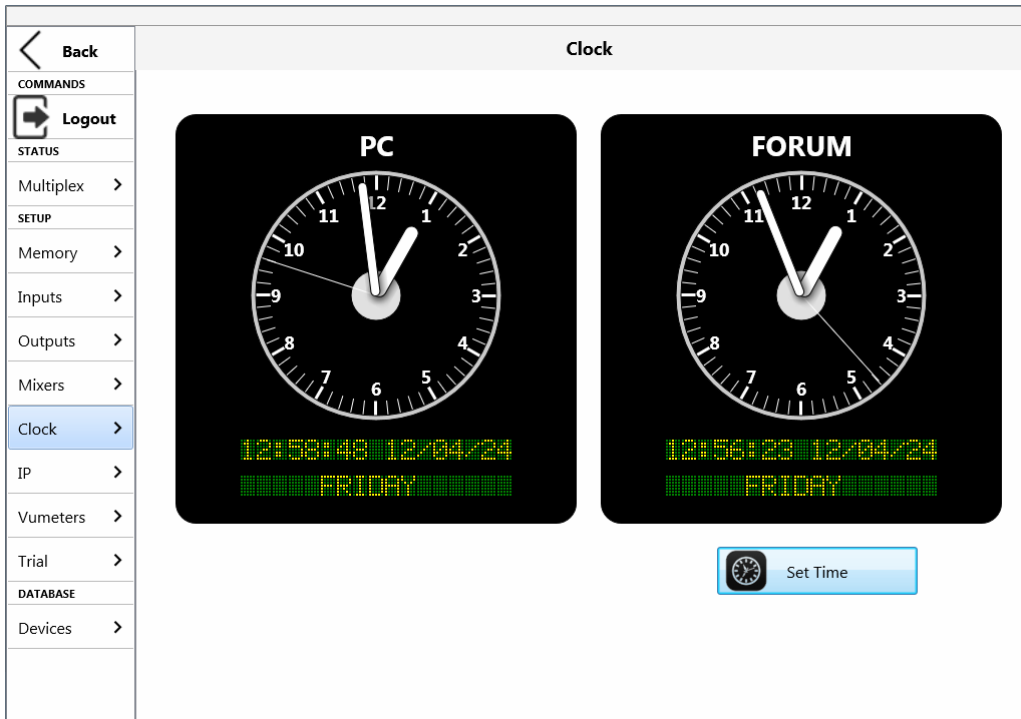 Back
Clock
COMMANDS
Logout
STATUS
Multiplex
SETUP
Memory
Inputs
Outputs
Mixers
Clock
IP
Vumeters
Trial
DATABASE
Devices
PC
12
1
2
3
4
5
6
7
8
9
10
11
12:58:48 12/04/24
FRIDAY
FORUM
12
1
2
3
4
5
6
7
8
9
10
11
12:56:23 12/04/24
FRIDAY
Set Time